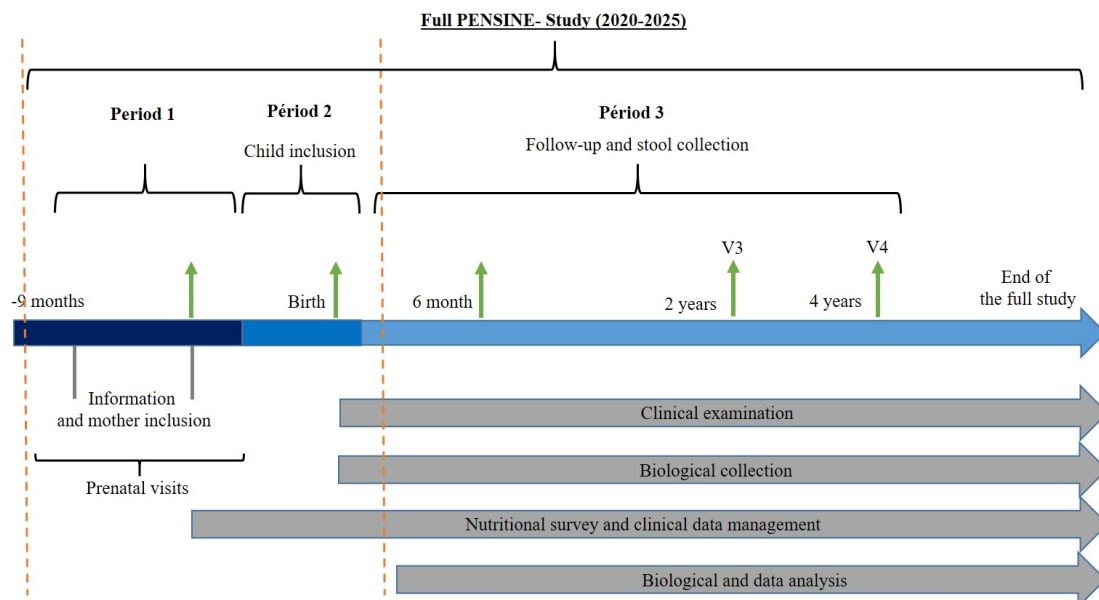 Full PENSINE- Study (2020-2025)
Period 1
Périod 2
Périod 3
Child inclusion
Follow-up and stool collection
V3
V4
-9 months
Birth
6 month
2 years
4 years
End of
the full study
Information
and mother inclusion
Prenatal visits
Clinical examination
Biological collection
Nutritional survey and clinical data management
Biological and data analysis